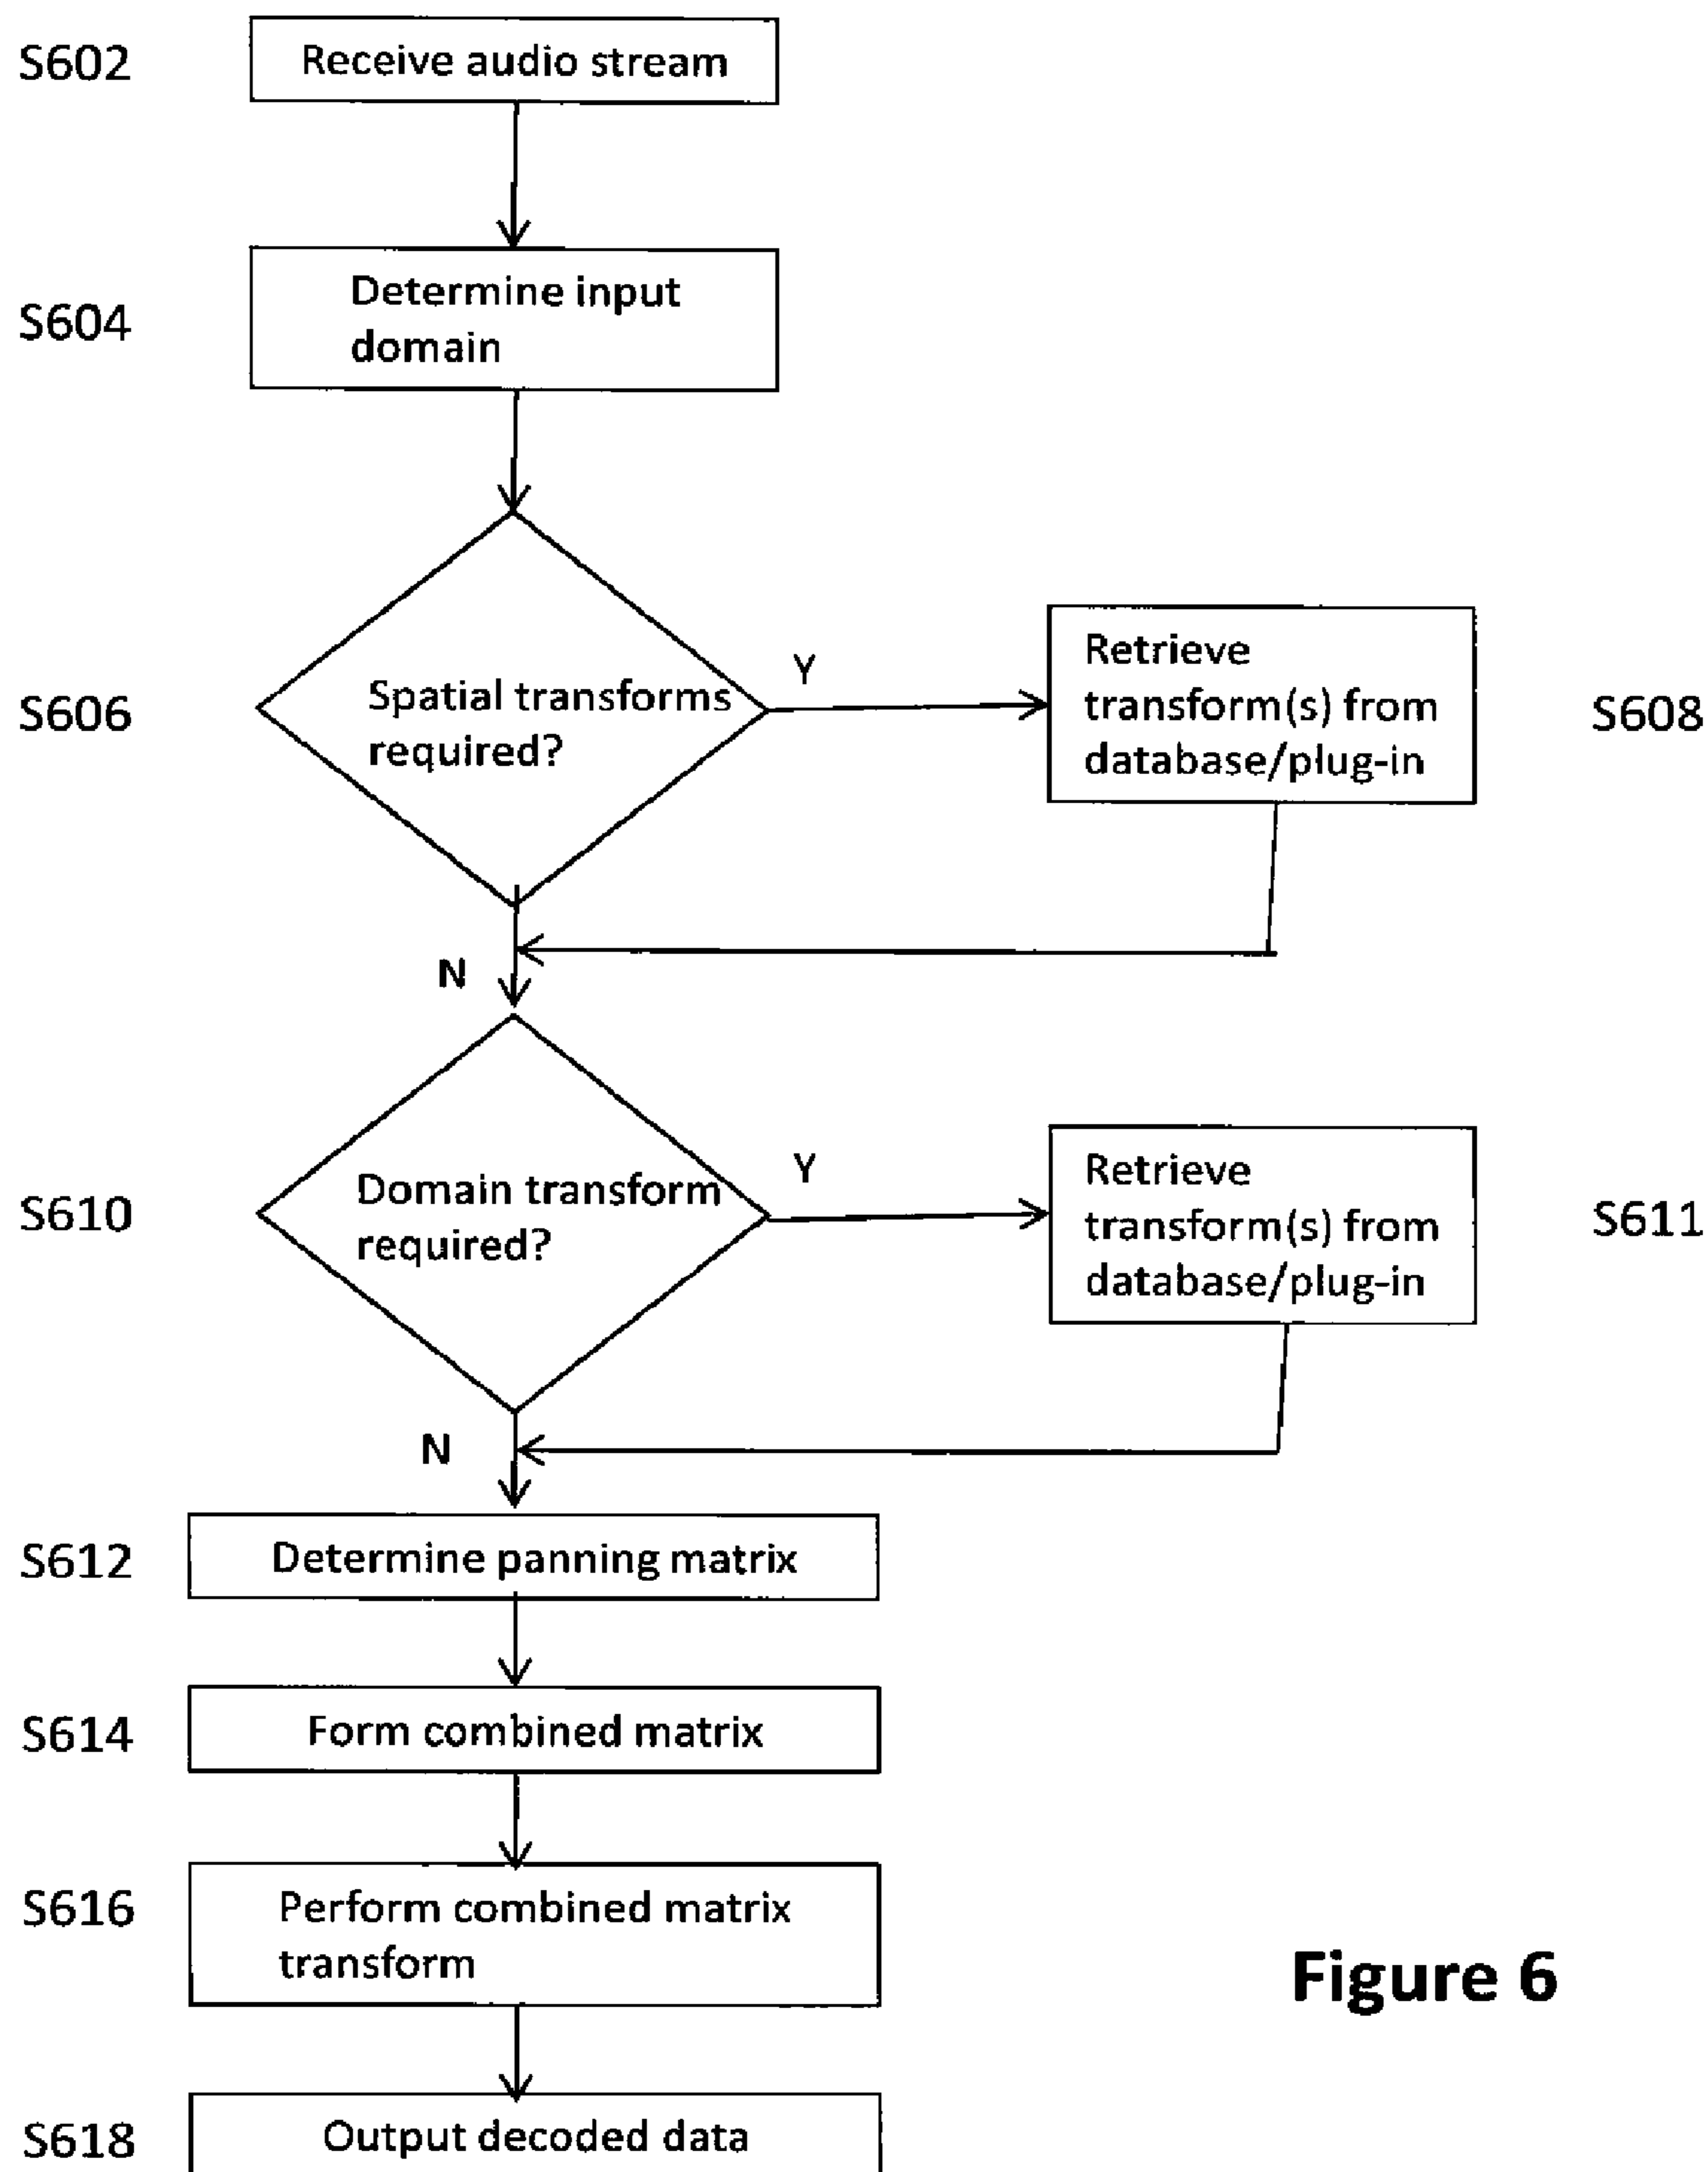 S602
Receive audio stream
S604
Determine input
domain
S606
Spatial transforms
required?
Y
Retrieve
transform(s) from
database/plug-in
S608
N
S610
Domain transform
required?
Y
Retrieve
transform(s) from
database/plug-in
S611
N
S612
Determine panning matrix
S614
Form combined matrix
S616
Perform combined matrix
transform
Figure 6
S618
Output decoded data